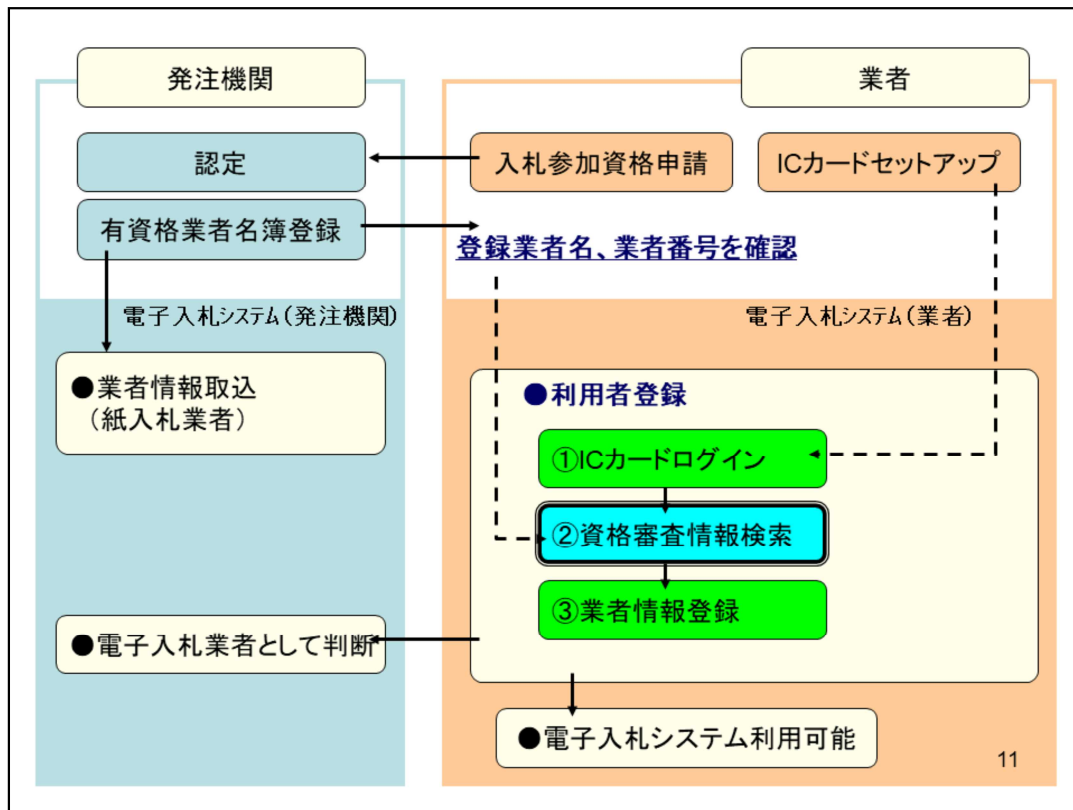 発注機関
業者
認定
入札参加資格申請
ICカードセットアップ
有資格業者名簿登録
登録業者名、業者番号を確認
電子入札システム(発注機関)
電子入札システム(業者)
●業者情報取込
(紙入札業者)
●利用者登録
①ICカードログイン
②資格審査情報検索
③業者情報登録
●電子入札業者として判断
●電子入札システム利用可能
11